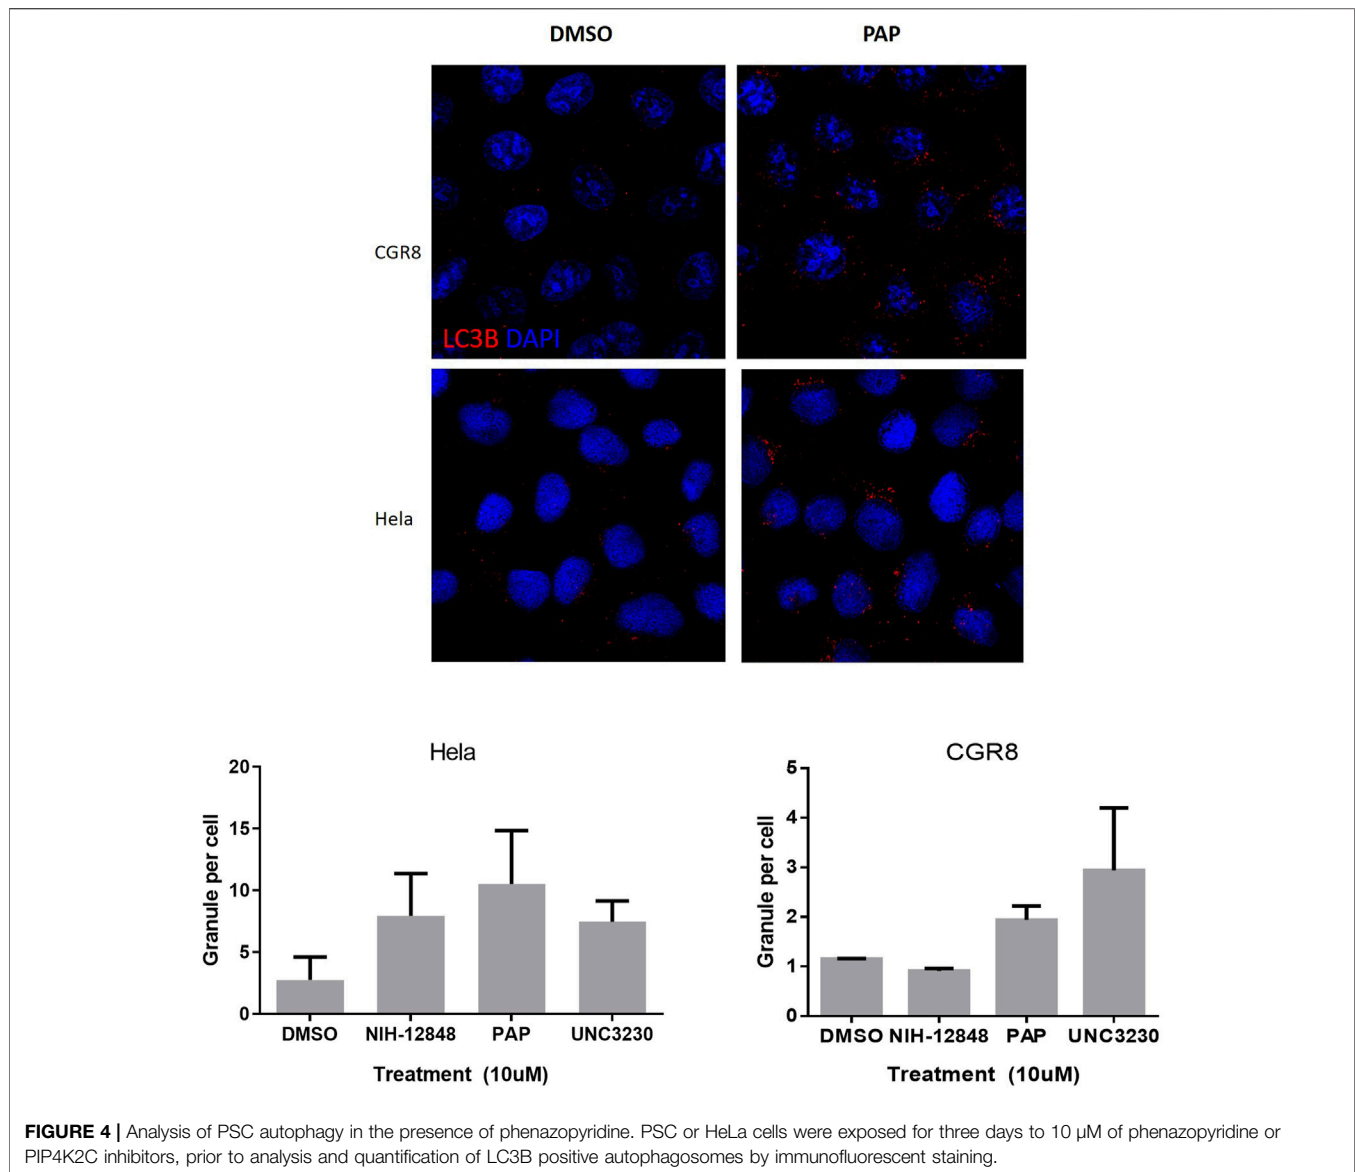 DMSO PAP
CGR8
LC3B DAPI
Hela
Hela
Granule per cell
20
15
10
5
0
DMSO NIH-12848 PAP UNC3230
Treatment (10uM)
CGR8
Granule per cell
5
4
3
2
1
0
DMSO NIH-12848 PAP UNC3230
Treatment (10uM)
FIGURE 4 | Analysis of PSC autophagy in the presence of phenazopyridine. PSC or HeLa cells were exposed for three days to 10 µM of phenazopyridine or
PIP4K2C inhibitors, prior to analysis and quantification of LC3B positive autophagosomes by immunofluorescent staining.